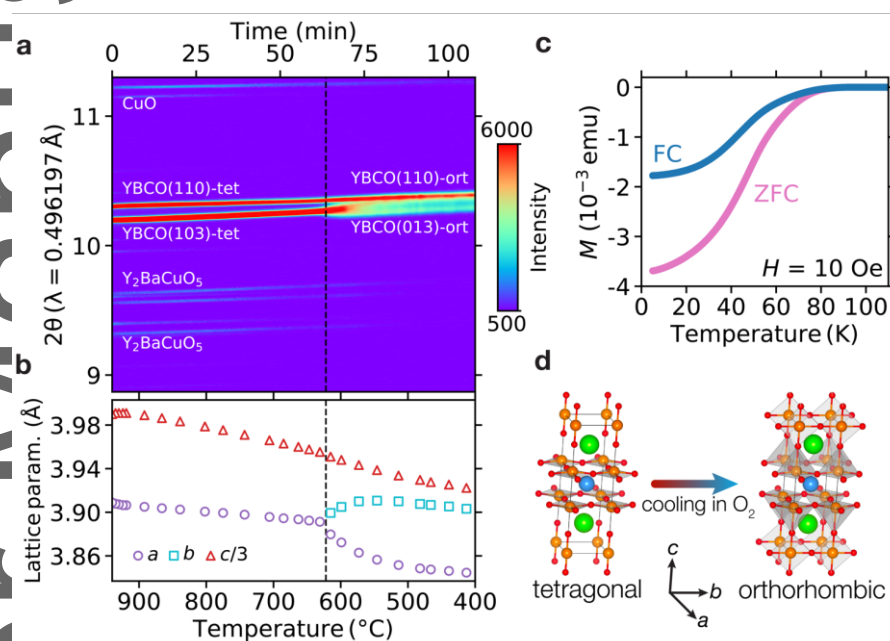 a
Time (min)
0 25 50 75 100
2θ (λ = 0.496197 Å)
11
10
9
CuO
YBCO(110)-tet
YBCO(103)-tet
YBCO(110)-ort
YBCO(013)-ort
Y₂BaCuO₅
Y₂BaCuO₅
6000
Intensity
500
b
Lattice param. (Å)
3.98
3.94
3.90
3.86
a b c/3
900 800 700 600 500 400
Temperature (°C)
c
M (10⁻³ emu)
0
-1
-2
-3
-4
FC
ZFC
H = 10 Oe
0 20 40 60 80 100
Temperature (K)
d
cooling in O₂
tetragonal
c
b
a
orthorhombic